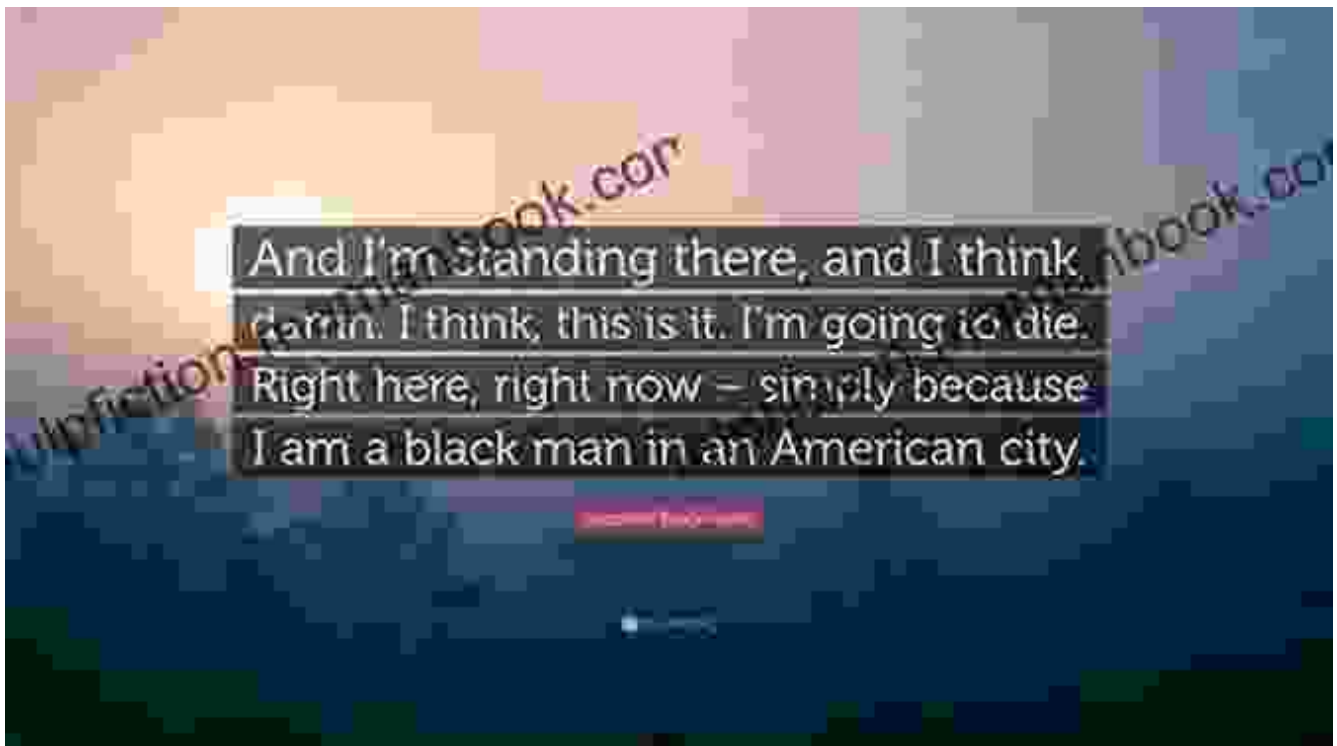 And I'm standing there, and I think,
damn. I think, this is it. I'm going to die.
Right here, right now – simply because
I am a black man in an American city.